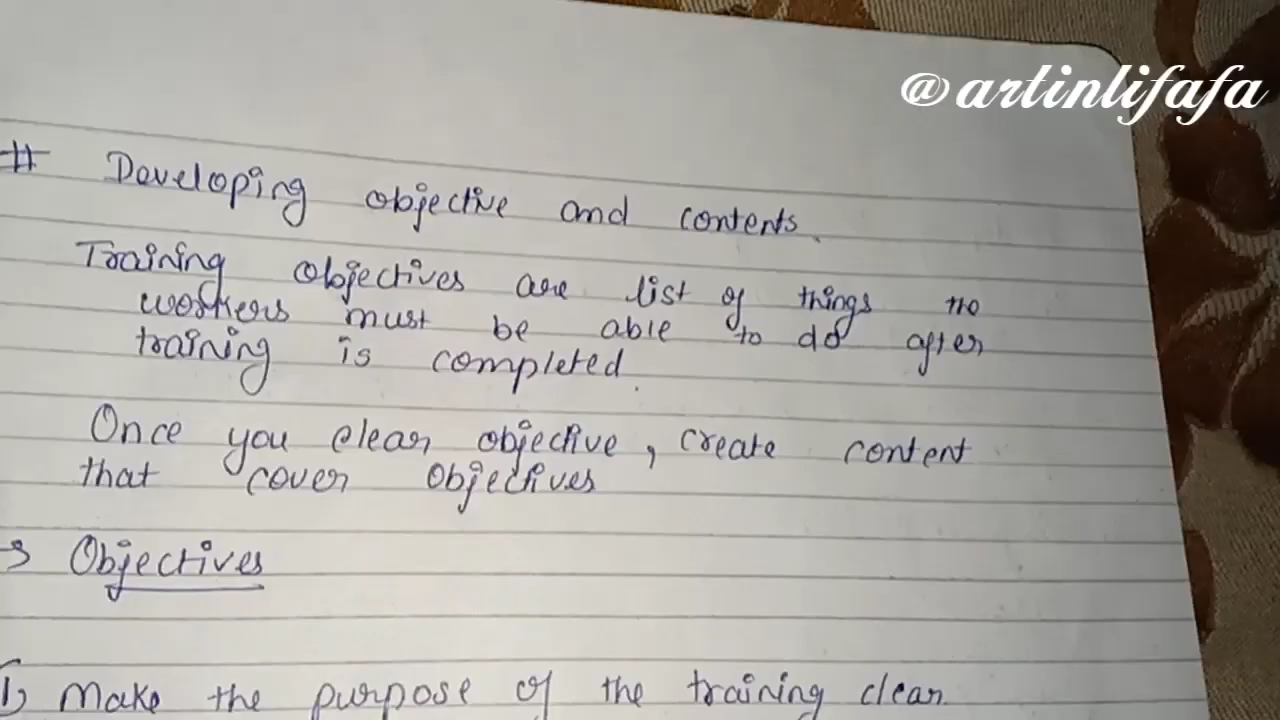 @artinlifafa
# Developing objective and contents.
Training objectives are list of things the
workers must be able to do after
training is completed.
Once you clear objective, create content
that cover objectives
→ Objectives
1) Make the purpose of the training clear